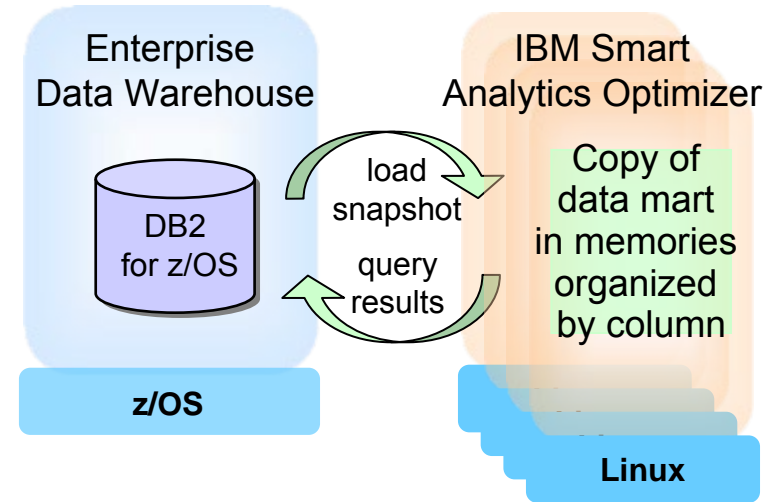 Enterprise
Data Warehouse
DB2
for z/OS
z/OS
load
snapshot
query
results
IBM Smart
Analytics Optimizer
Copy of
data mart
in memories
organized
by column
Linux